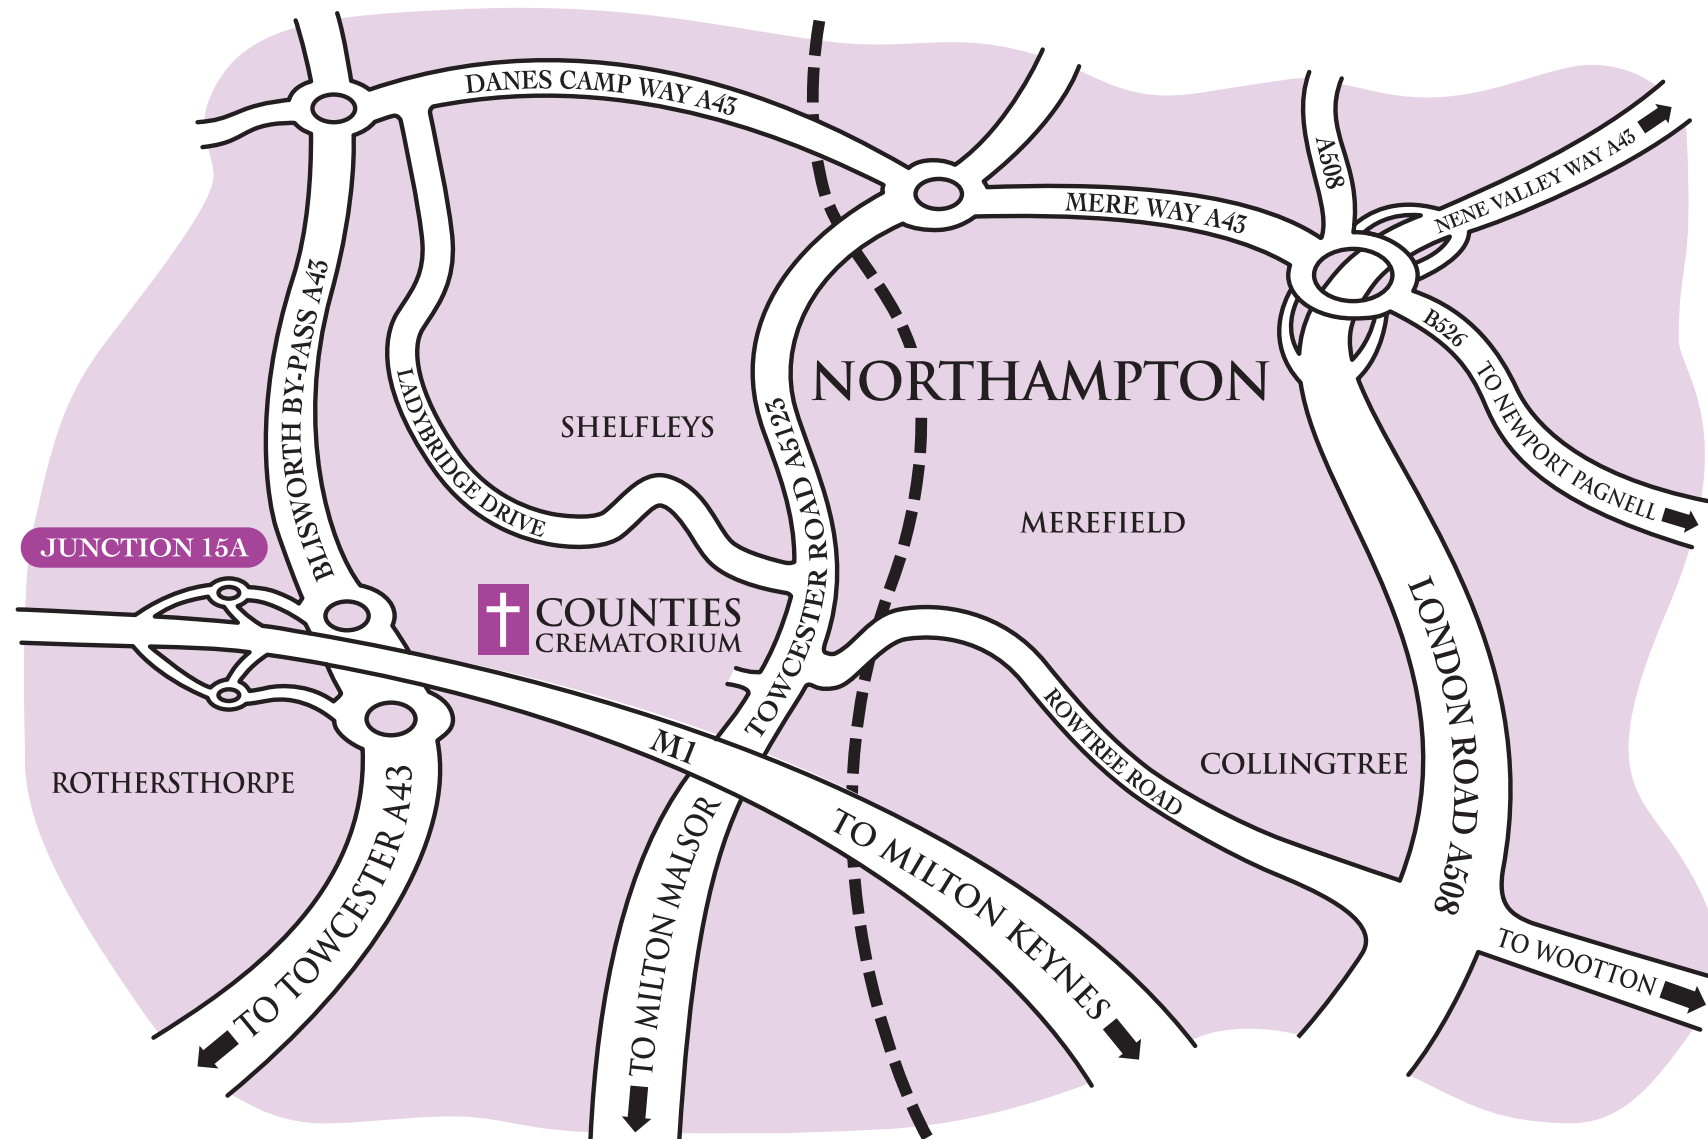 DANES CAMP WAY A43
A508
NENE VALLEY WAY A43
MERE WAY A43
BLISWORTH BY-PASS A43
B526
TO NEWPORT PAGNELL
NORTHAMPTON
LADYBRIDGE DRIVE
SHELFLEYS
TOWCESTER ROAD A5123
MEREFIELD
JUNCTION 15A
COUNTIES
CREMATORIUM
LONDON ROAD A508
ROWTREE ROAD
COLLINGTREE
ROTHERSTHORPE
M1
TO TOWCESTER A43
TO MILTON MALSOR
TO MILTON KEYNES
TO WOOTTON